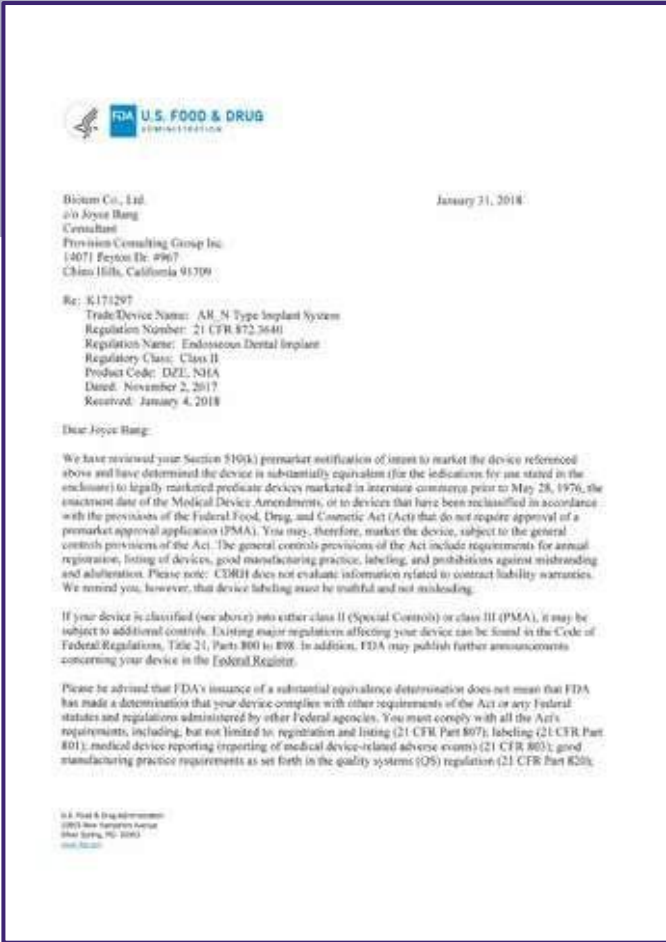 FDA U.S. FOOD & DRUG
ADMINISTRATION
Co., Ltd.
January 31, 2018
c/o Joyce Bang
Consultant
Provision Consulting Group Inc.
14071 Peyton Dr. #967
Chino Hills, California 91709
Re: K171297
Trade/Device Name: AR_N Type Implant System
Regulation Number: 21 CFR 872.3640
Regulation Name: Endosseous Dental Implant
Regulatory Class: Class II
Product Code: DZE, NHA
Dated: November 2, 2017
Received: January 4, 2018
Dear Joyce Bang:
We have reviewed your Section 510(k) premarket notification of intent to market the device referenced
above and have determined the device is substantially equivalent (for the indications for use stated in the
enclosure) to legally marketed predicate devices marketed in interstate commerce prior to May 28, 1976, the
enactment date of the Medical Device Amendments, or to devices that have been reclassified in accordance
with the provisions of the Federal Food, Drug, and Cosmetic Act (Act) that do not require approval of a
premarket approval application (PMA). You may, therefore, market the device, subject to the general
controls provisions of the Act. The general controls provisions of the Act include requirements for annual
registration, listing of devices, good manufacturing practice, labeling, and prohibitions against misbranding
and adulteration. Please note: CDRH does not evaluate information related to contract liability warranties.
We remind you, however, that device labeling must be truthful and not misleading.
If your device is classified (see above) into either class II (Special Controls) or class III (PMA), it may be
subject to additional controls. Existing major regulations affecting your device can be found in the Code of
Federal Regulations, Title 21, Parts 800 to 898. In addition, FDA may publish further announcements
concerning your device in the Federal Register.
Please be advised that FDA's issuance of a substantial equivalence determination does not mean that FDA
has made a determination that your device complies with other requirements of the Act or any Federal
statutes and regulations administered by other Federal agencies. You must comply with all the Act's
requirements, including, but not limited to: registration and listing (21 CFR Part 807); labeling (21 CFR Part
801); medical device reporting (reporting of medical device-related adverse events) (21 CFR 803); good
manufacturing practice requirements as set forth in the quality systems (QS) regulation (21 CFR Part 820);
U.S. Food & Drug Administration
10903 New Hampshire Avenue
Silver Spring, MD 20993
www.fda.gov